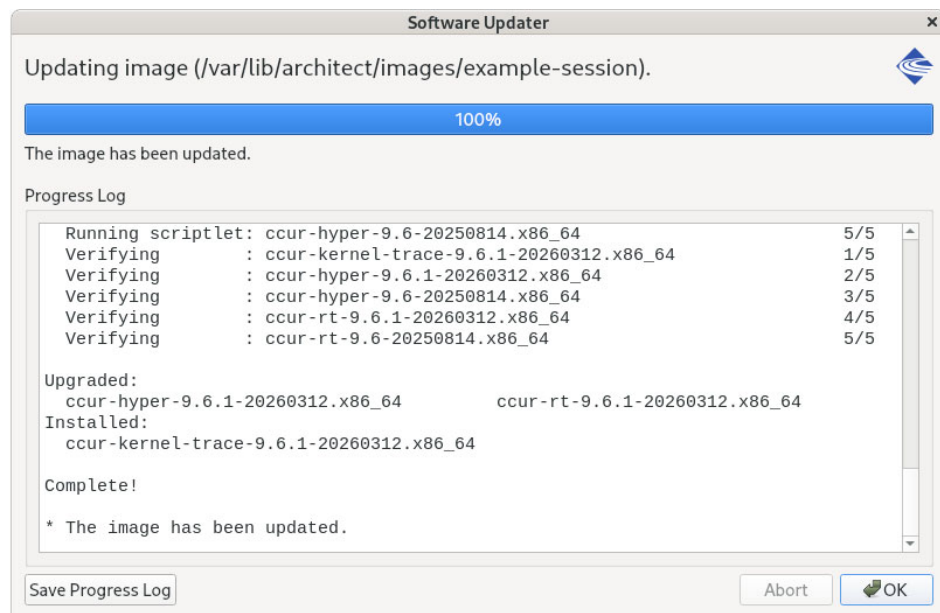 Software Updater
Updating image (/var/lib/architect/images/example-session).
100%
The image has been updated.
Progress Log
Running scriptlet: ccur-hyper-9.6-20250814.x86_64 5/5
Verifying : ccur-kernel-trace-9.6.1-20260312.x86_64 1/5
Verifying : ccur-hyper-9.6.1-20260312.x86_64 2/5
Verifying : ccur-hyper-9.6-20250814.x86_64 3/5
Verifying : ccur-rt-9.6.1-20260312.x86_64 4/5
Verifying : ccur-rt-9.6-20250814.x86_64 5/5
Upgraded:
ccur-hyper-9.6.1-20260312.x86_64 ccur-rt-9.6.1-20260312.x86_64
Installed:
ccur-kernel-trace-9.6.1-20260312.x86_64
Complete!
* The image has been updated.
Save Progress Log Abort OK